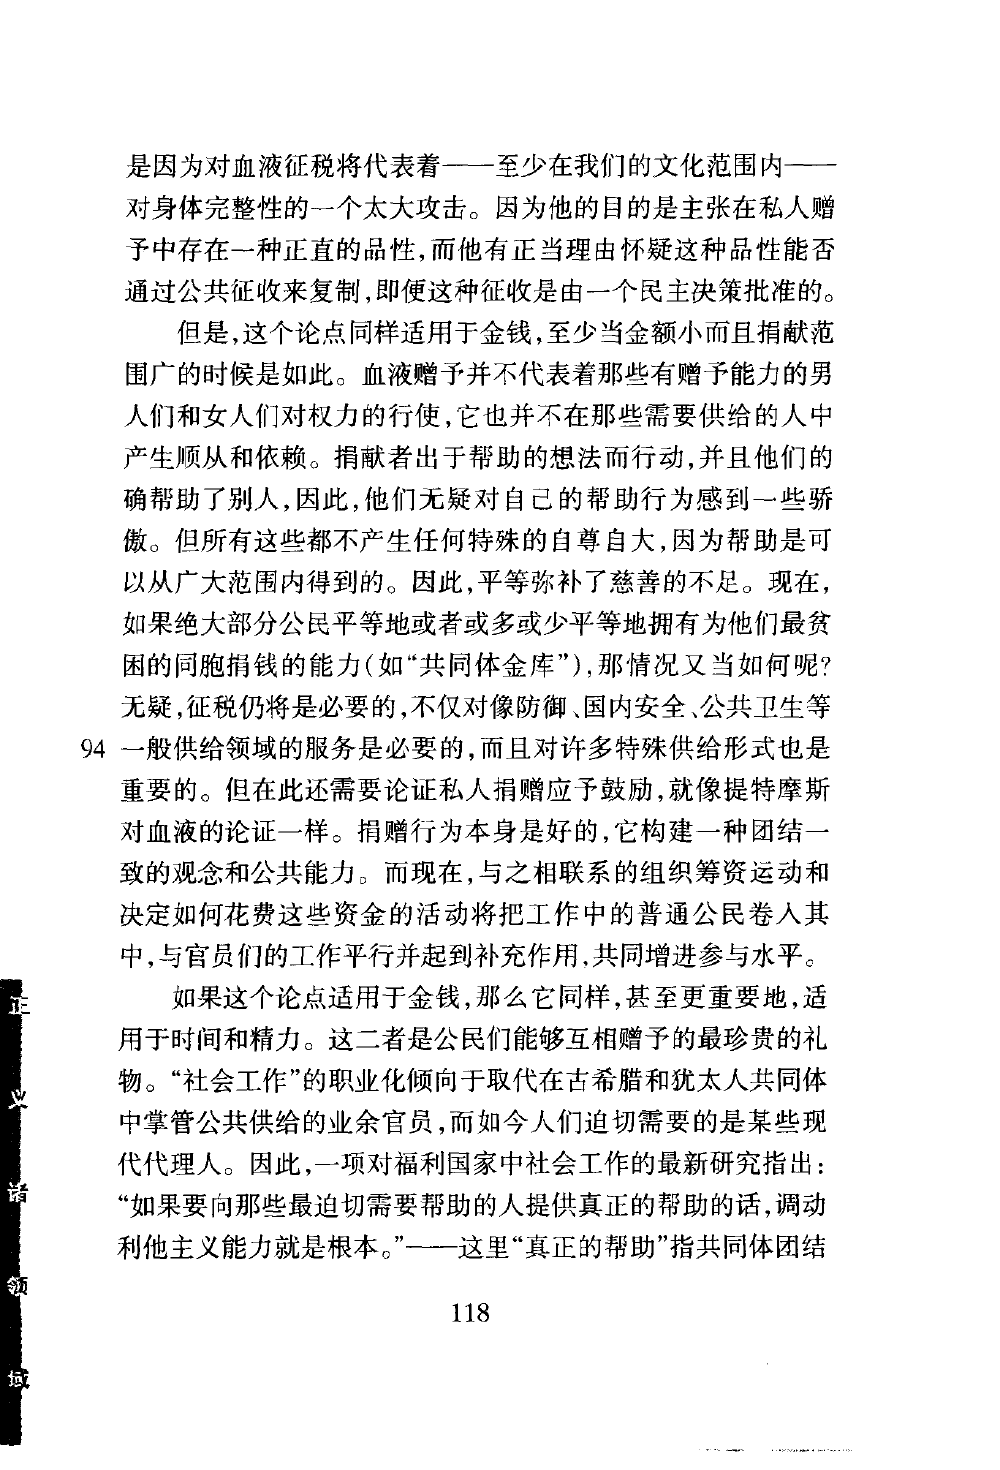 是因为对血液征税将代表着——至少在我们的文化范围内——
对身体完整性的一个太大攻击。因为他的目的是主张在私人赠
予中存在一种正直的品性,而他有正当理由怀疑这种品性能否
通过公共征收来复制,即便这种征收是由一个民主决策批准的。
但是,这个论点同样适用于金钱,至少当金额小而且捐献范
围广的时候是如此。血液赠予并不代表着那些有赠予能力的男
人们和女人们对权力的行使,它也并不在那些需要供给的人中
产生顺从和依赖。捐献者出于帮助的想法而行动,并且他们的
确帮助了别人,因此,他们无疑对自己的帮助行为感到一些骄
傲。但所有这些都不产生任何特殊的自尊自大,因为帮助是可
以从广大范围内得到的。因此,平等弥补了慈善的不足。现在,
如果绝大部分公民平等地或者或多或少平等地拥有为他们最贫
困的同胞捐钱的能力(如“共同体金库”),那情况又当如何呢?
无疑,征税仍将是必要的,不仅对像防御、国内安全、公共卫生等
94 一般供给领域的服务是必要的,而且对许多特殊供给形式也是
重要的。但在此还需要论证私人捐赠应予鼓励,就像提特摩斯
对血液的论证一样。捐赠行为本身是好的,它构建一种团结一
致的观念和公共能力。而现在,与之相联系的组织筹资运动和
决定如何花费这些资金的活动将把工作中的普通公民卷入其
中,与官员们的工作平行并起到补充作用,共同增进参与水平。
如果这个论点适用于金钱,那么它同样,甚至更重要地,适
用于时间和精力。这二者是公民们能够互相赠予的最珍贵的礼
物。“社会工作”的职业化倾向于取代在古希腊和犹太人共同体
中掌管公共供给的业余官员,而如今人们迫切需要的是某些现
代代理人。因此,一项对福利国家中社会工作的最新研究指出:
“如果要向那些最迫切需要帮助的人提供真正的帮助的话,调动
利他主义能力就是根本。”——这里“真正的帮助”指共同体团结
118
正
义
诸
领
域